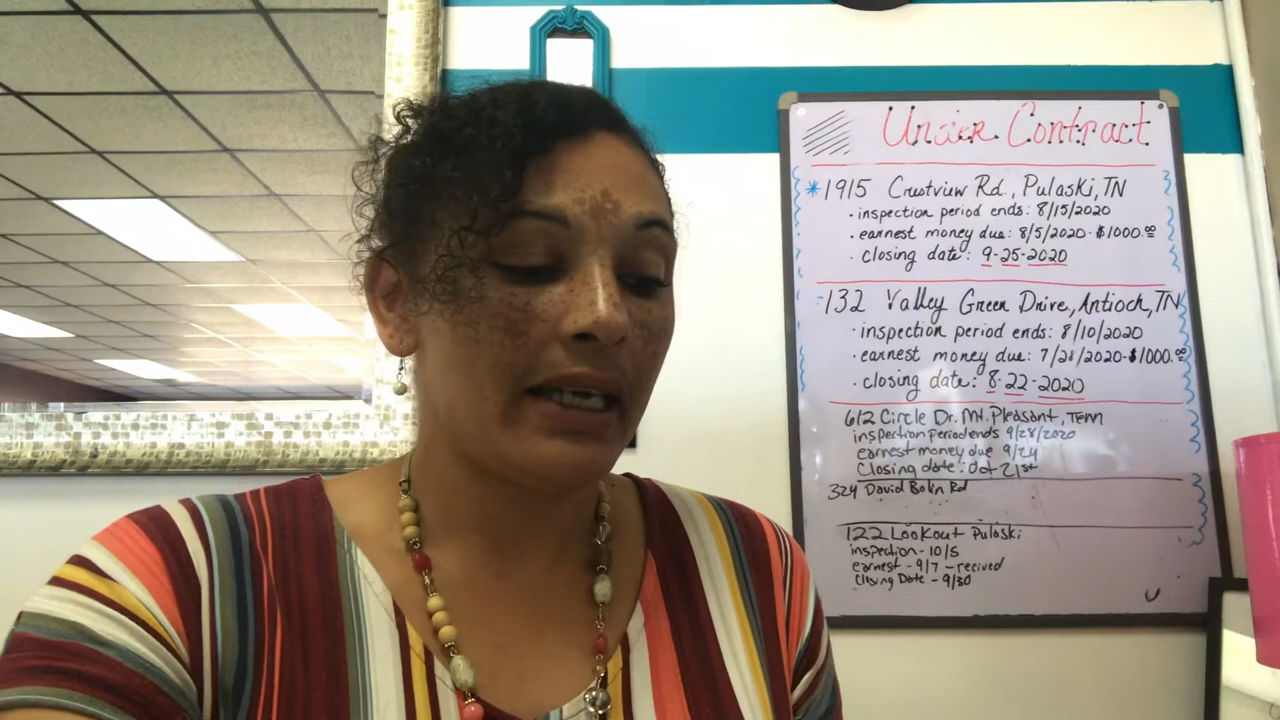 Under Contract
*1915 Crestview Rd., Pulaski, TN
• inspection period ends: 8/15/2020
• earnest money due: 8/5/2020-$1000.00
• closing date: 9-25-2020
132 Valley Green Drive, Antioch, TN
• inspection period ends: 8/10/2020
• earnest money due: 7/28/2020-$1000.00
• closing date: 8-22-2020
612 Circle Dr. Mt. Pleasant, Tenn
inspection period ends 9/28/2020
earnest money due 9/24
Closing date: Oct 21st
324 David Bolin Rd
122 Lookout Pulaski
inspection - 10/5
earnest - 9/7 - recived
Closing Date - 9/30